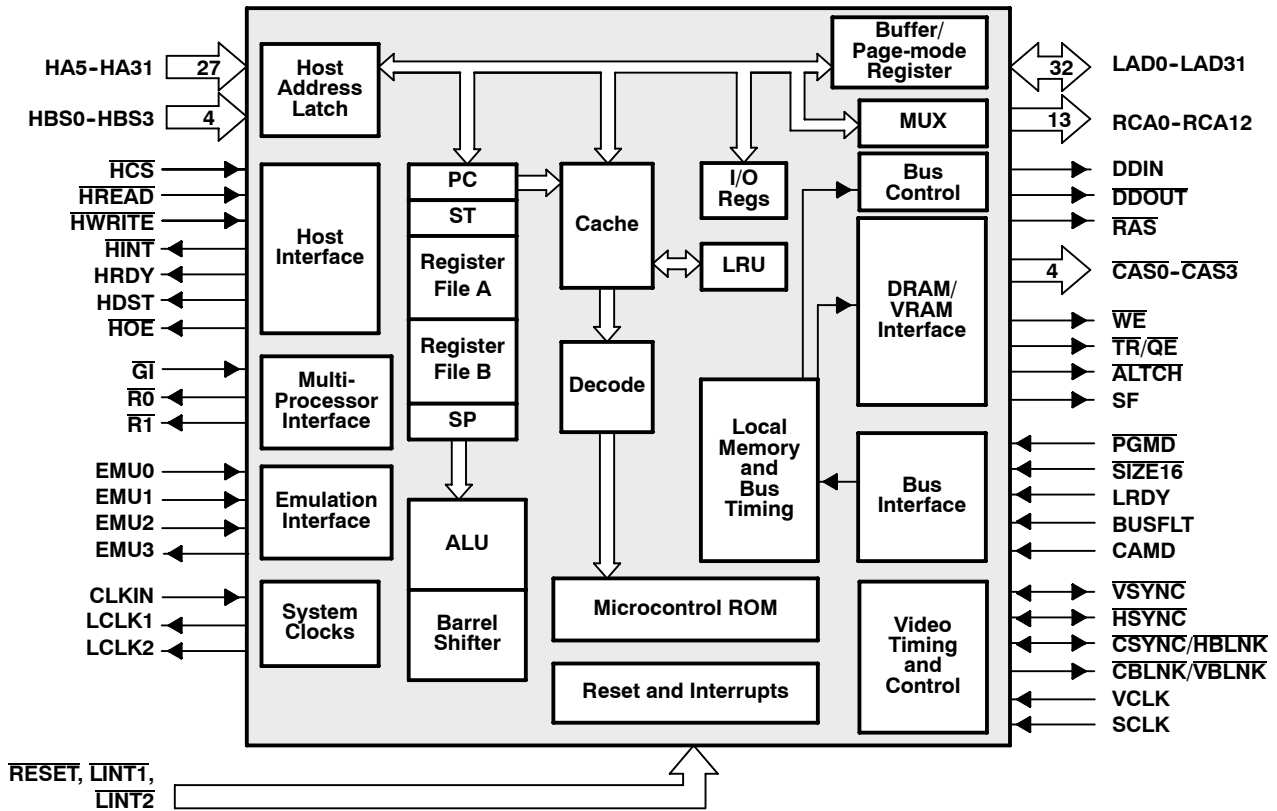 HA5-HA31
27
HBS0-HBS3
4
HCS
HREAD
HWRITE
HINT
HRDY
HDST
HOE
GI
R0
R1
EMU0
EMU1
EMU2
EMU3
CLKIN
LCLK1
LCLK2
RESET, LINT1,
LINT2
Host
Address
Latch
Host
Interface
Multi-
Processor
Interface
Emulation
Interface
System
Clocks
PC
ST
Register
File A
Register
File B
SP
ALU
Barrel
Shifter
Cache
Decode
Microcontrol ROM
Reset and Interrupts
I/O
Regs
LRU
Local
Memory
and
Bus
Timing
Buffer/
Page-mode
Register
MUX
Bus
Control
DRAM/
VRAM
Interface
Bus
Interface
Video
Timing
and
Control
32
LAD0-LAD31
13
RCA0-RCA12
DDIN
DDOUT
RAS
4
CAS0-CAS3
WE
TR/QE
ALTCH
SF
PGMD
SIZE16
LRDY
BUSFLT
CAMD
VSYNC
HSYNC
CSYNC/HBLNK
CBLNK/VBLNK
VCLK
SCLK